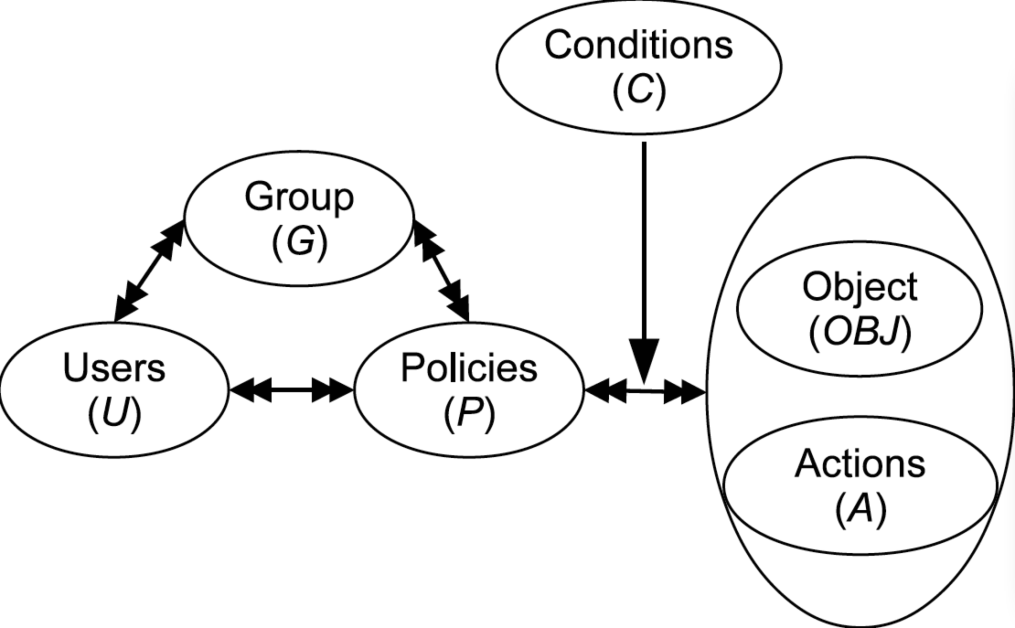 Conditions
(C)
Group
(G)
Users
(U)
Policies
(P)
Object
(OBJ)
Actions
(A)